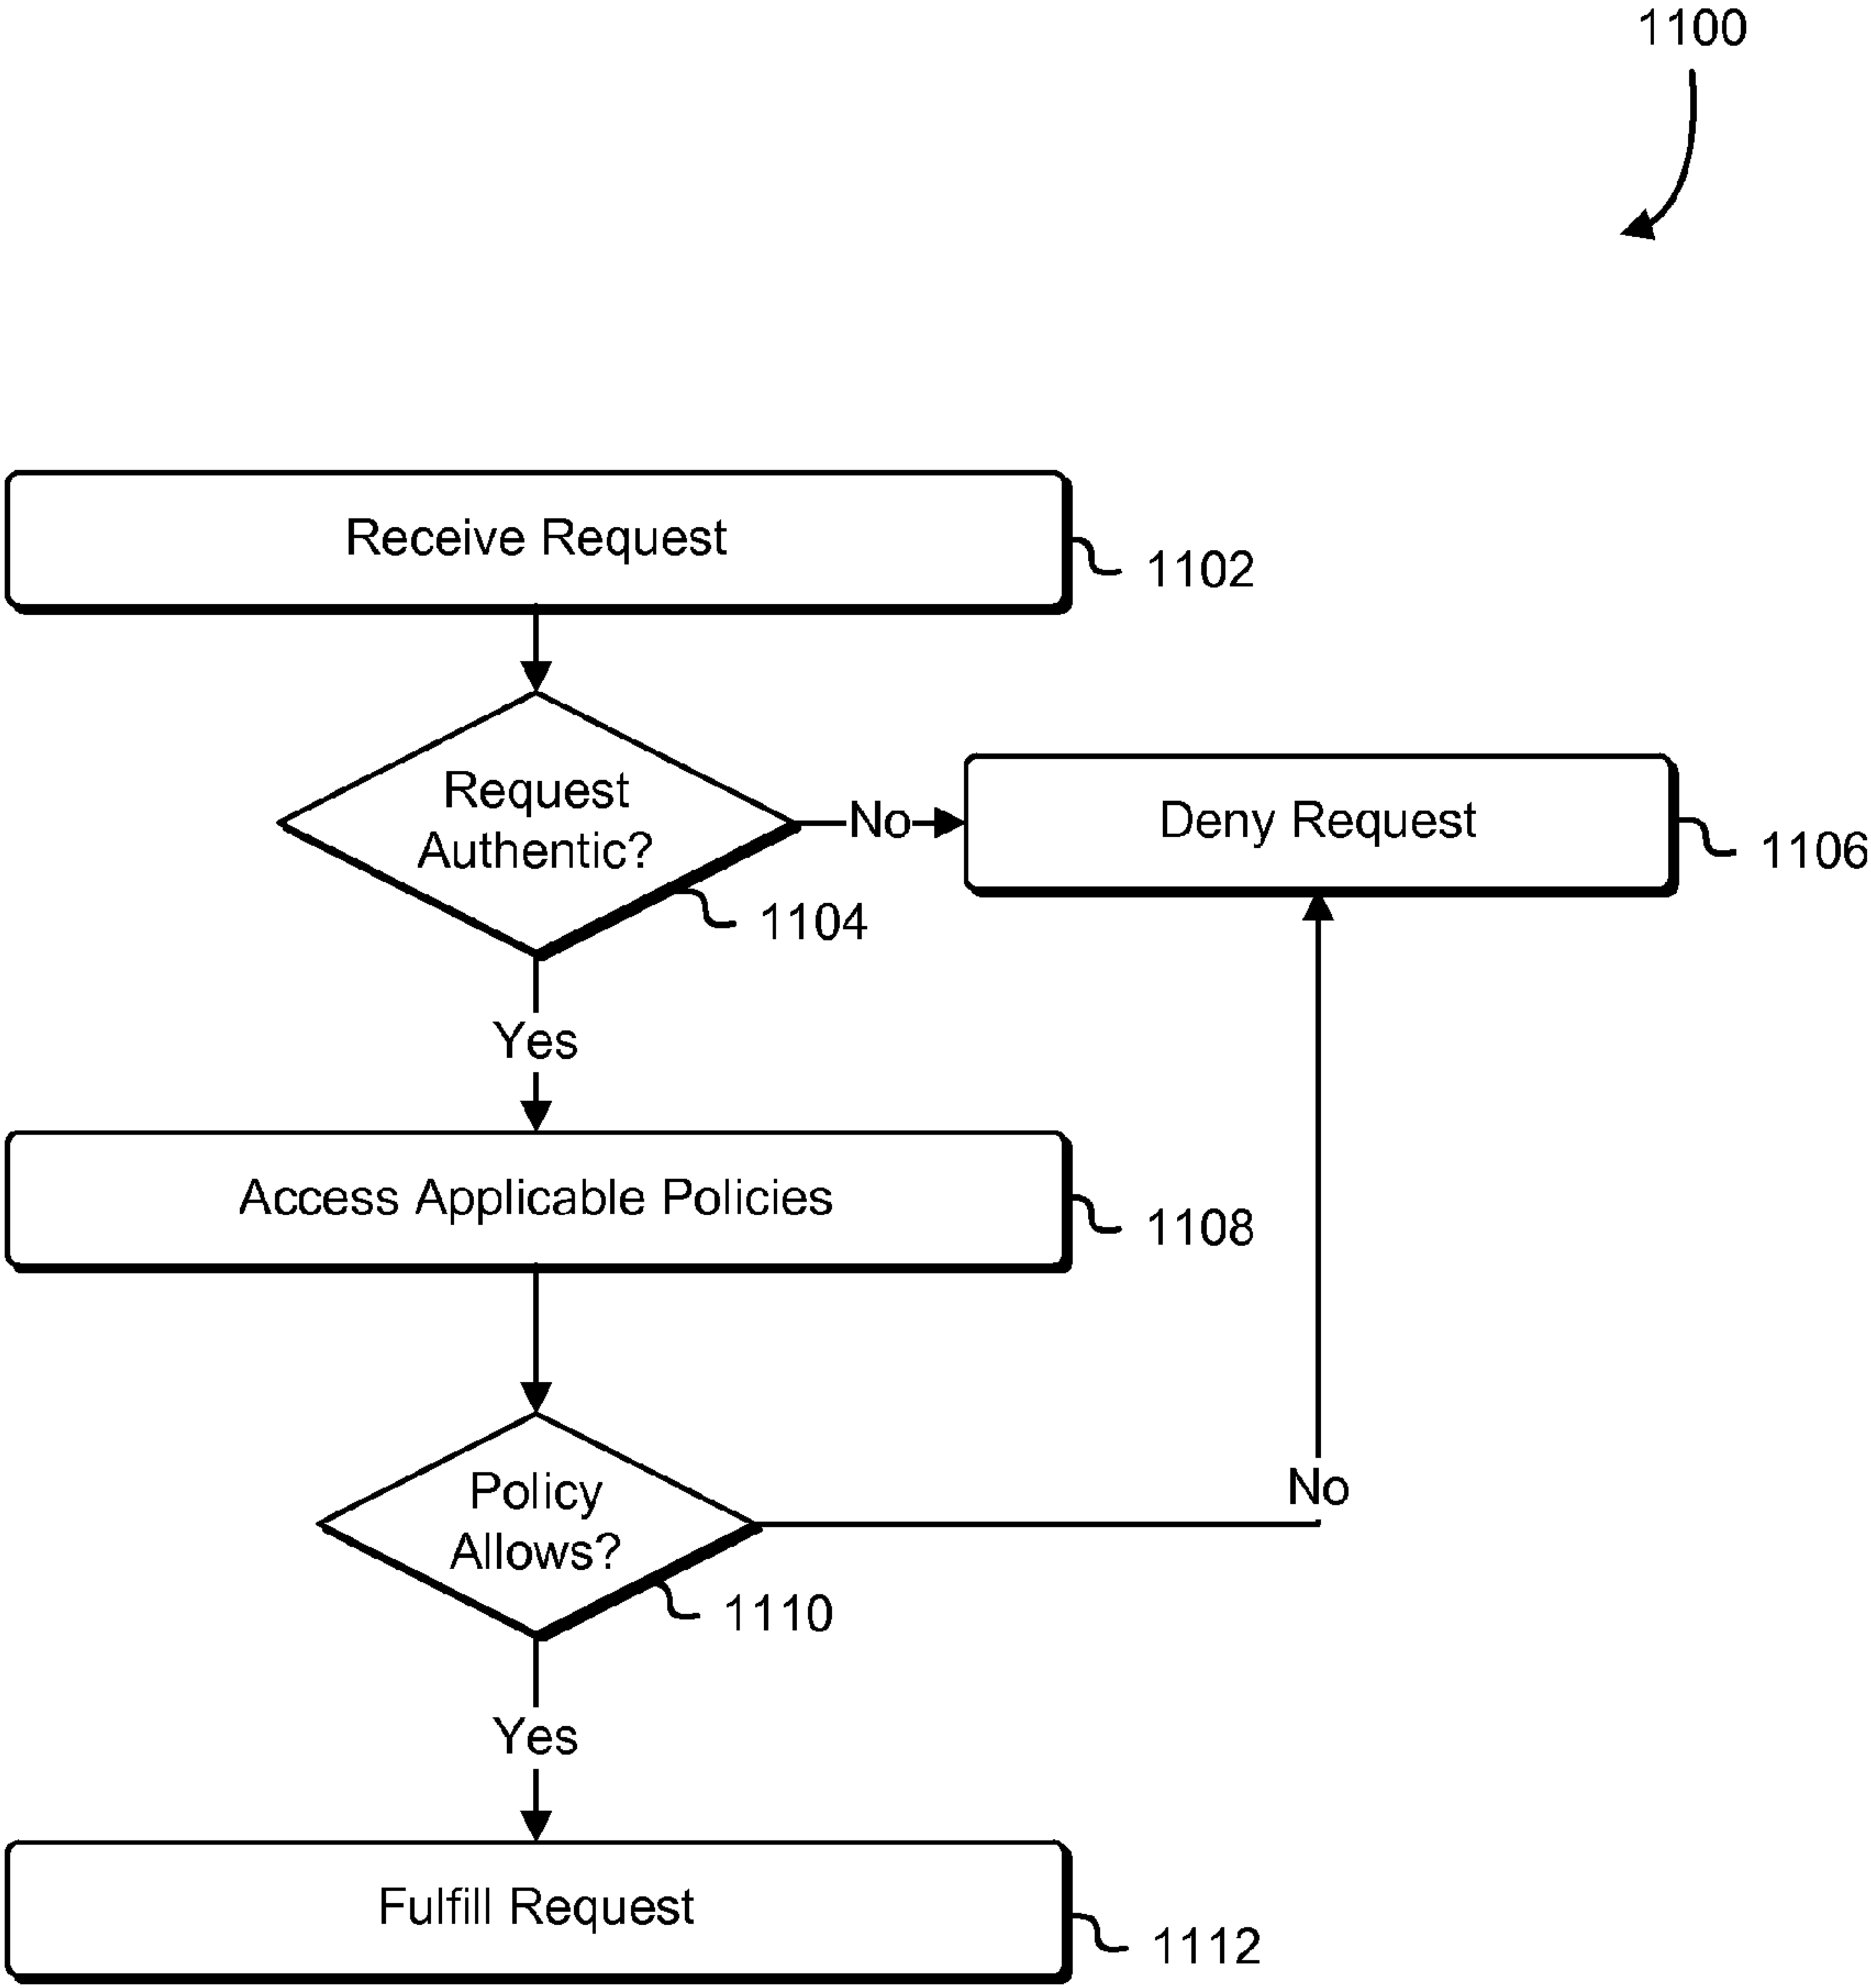 1100
Receive Request
1102
Request
Authentic?
No
Deny Request
1104
1106
Yes
Access Applicable Policies
1108
Policy
Allows?
No
1110
Yes
Fulfill Request
1112